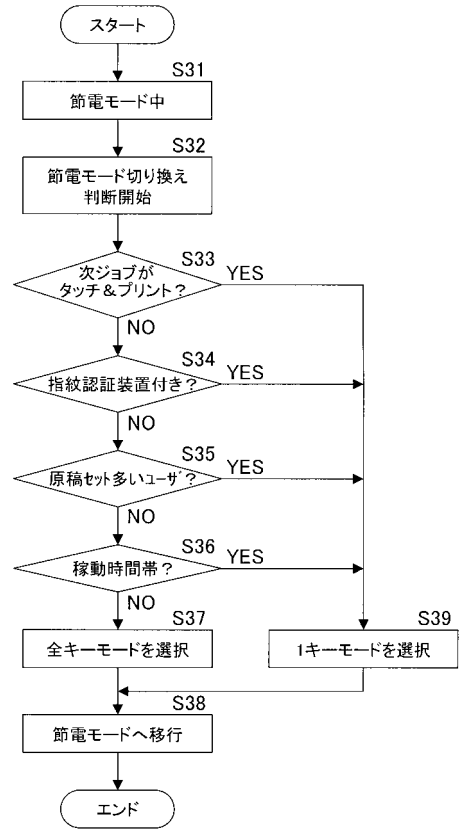 スタート
S31
節電モード中
S32
節電モード切り換え
判断開始
S33
次ジョブが
タッチ&プリント?
YES
NO
S34
指紋認証装置付き?
YES
NO
S35
原稿セット多いユーザ?
YES
NO
S36
稼動時間帯?
YES
NO
S37
全キーモードを選択
S39
1キーモードを選択
S38
節電モードへ移行
エンド